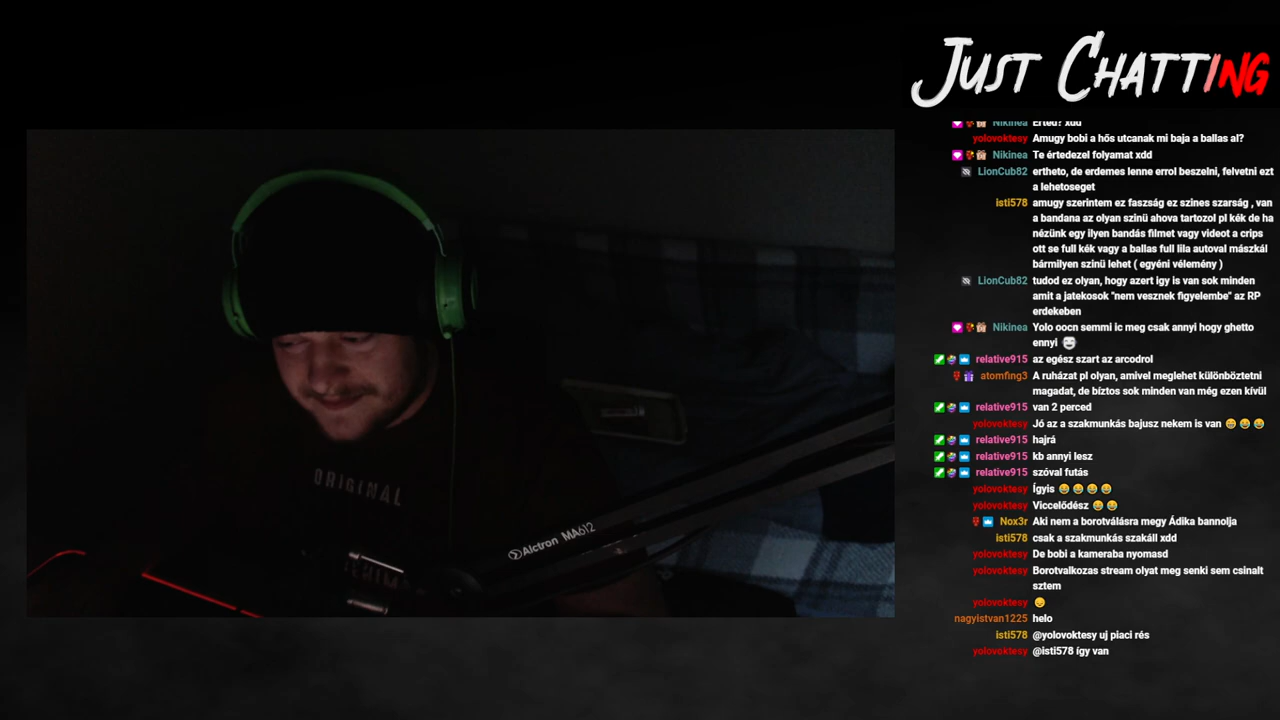 JUST CHATTING
Nikinea Érted? xdd
yolovoktesy Amugy bobi a hős utcanak mi baja a ballas al?
Nikinea Te értedezel folyamat xdd
LionCub82 ertheto, de erdemes lenne errol beszelni, felvetni ezt
a lehetoseget
isti578 amugy szerintem ez faszság ez szines szarság , van
a bandana az olyan szinü ahova tartozol pl kék de ha
nézünk egy ilyen bandás filmet vagy videot a crips
ott se full kék vagy a ballas full lila autoval mászkál
bármilyen szinü lehet ( egyéni vélemény )
LionCub82 tudod ez olyan, hogy azert igy is van sok minden
amit a jatekosok "nem vesznek figyelembe" az RP
erdekeben
Nikinea Yolo oocn semmi ic meg csak annyi hogy ghetto
ennyi
relative915 az egész szart az arcodrol
atomfing3 A ruházat pl olyan, amivel meglehet különböztetni
magadat, de bíztos sok minden van még ezen kívül
relative915 van 2 perced
yolovoktesy Jó az a szakmunkás bajusz nekem is van 😅 😂 😂
relative915 hajrá
relative915 kb annyi lesz
relative915 szóval futás
yolovoktesy Ígyis 😂 😂 😂 😂
yolovoktesy Viccelődész 😂 😂
Nox3r Aki nem a borotválásra megy Ádika bannolja
isti578 csak a szakmunkás szakáll xdd
yolovoktesy De bobi a kameraba nyomasd
yolovoktesy Borotvalkozas stream olyat meg senki sem csinalt
sztem
yolovoktesy 😞
nagyistvan1225 helo
isti578 @yolovoktesy uj piaci rés
yolovoktesy @isti578 így van
ORIGINAL
Alctron MA612